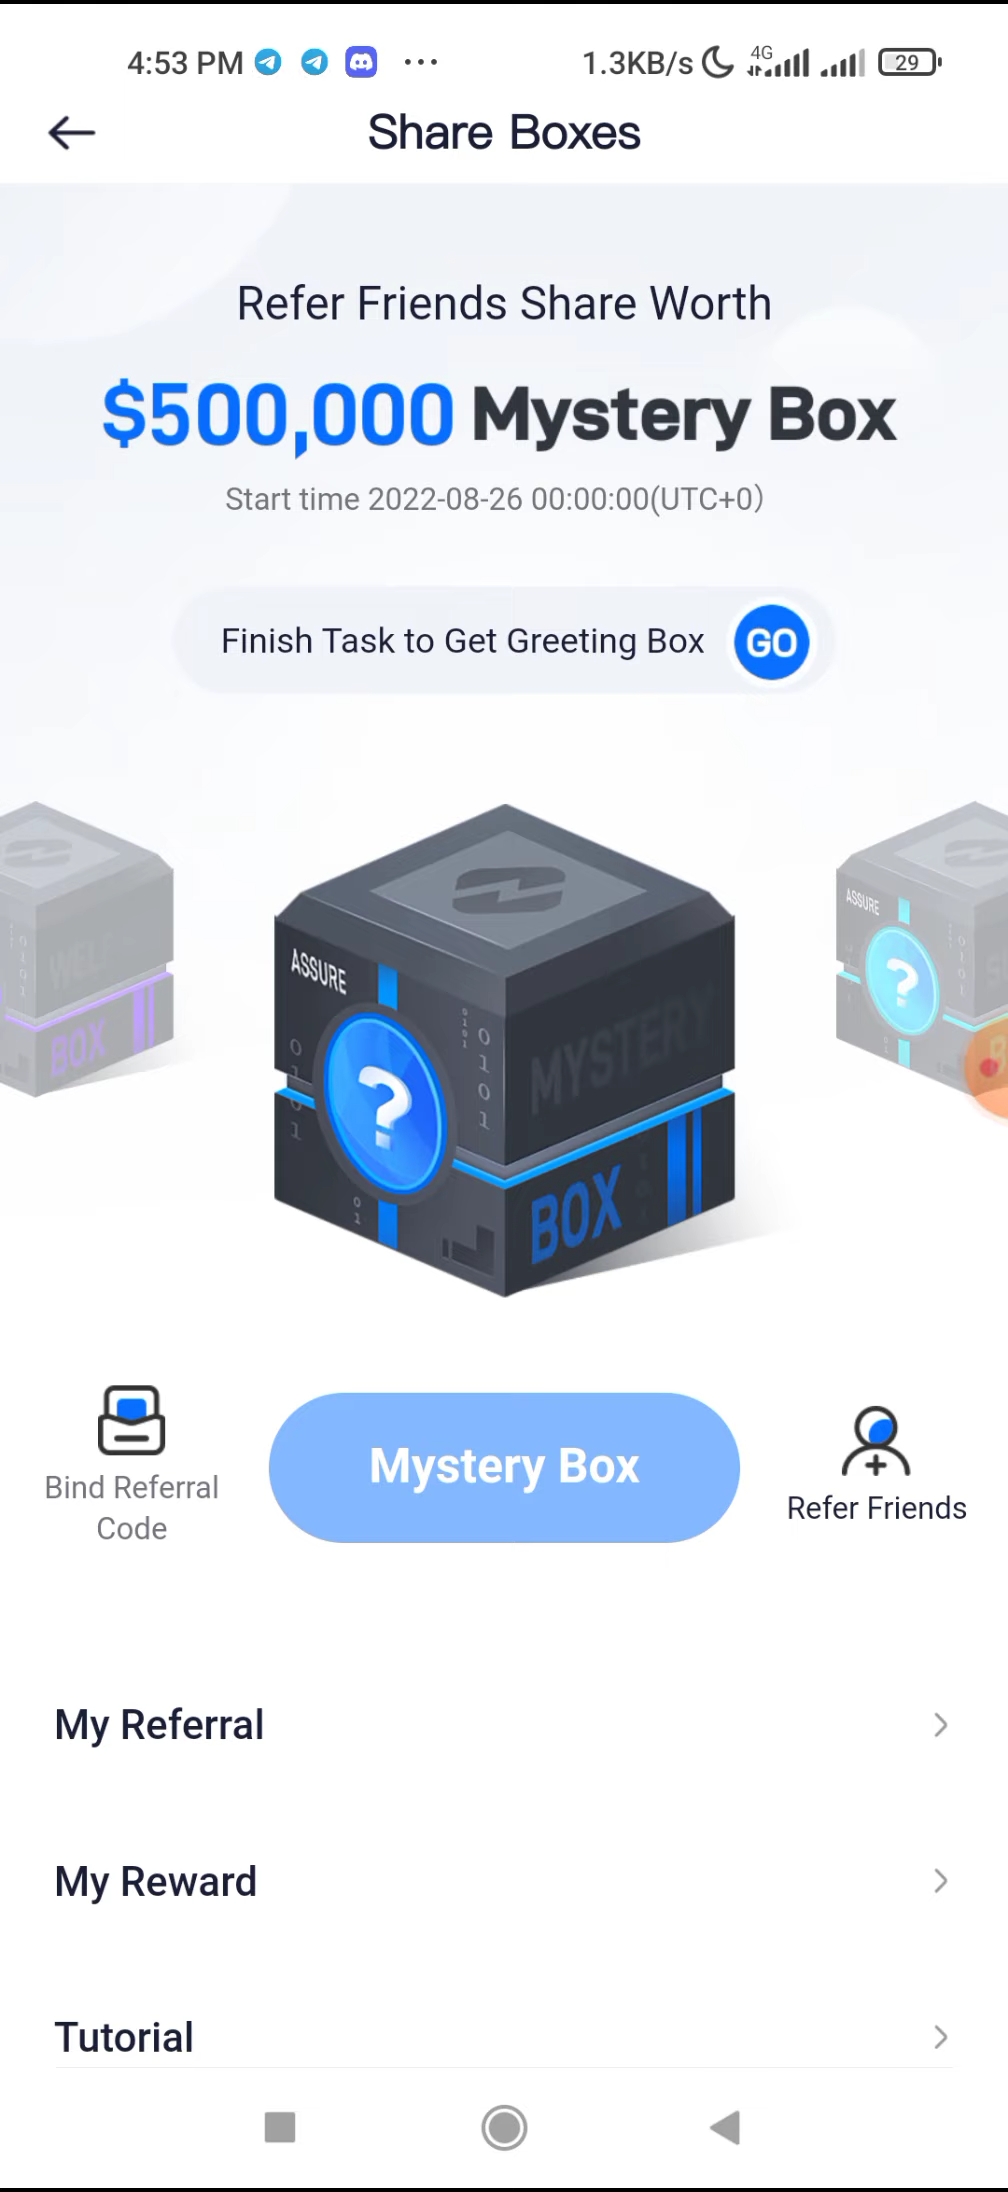 4:53 PM
1.3KB/s
4G
29
Share Boxes
Refer Friends Share Worth
$500,000 Mystery Box
Start time 2022-08-26 00:00:00(UTC+0)
Finish Task to Get Greeting Box
GO
BOX
ASSURE
?
MYSTERY
BOX
ASSURE
?
Bind Referral
Code
Mystery Box
Refer Friends
My Referral
My Reward
Tutorial